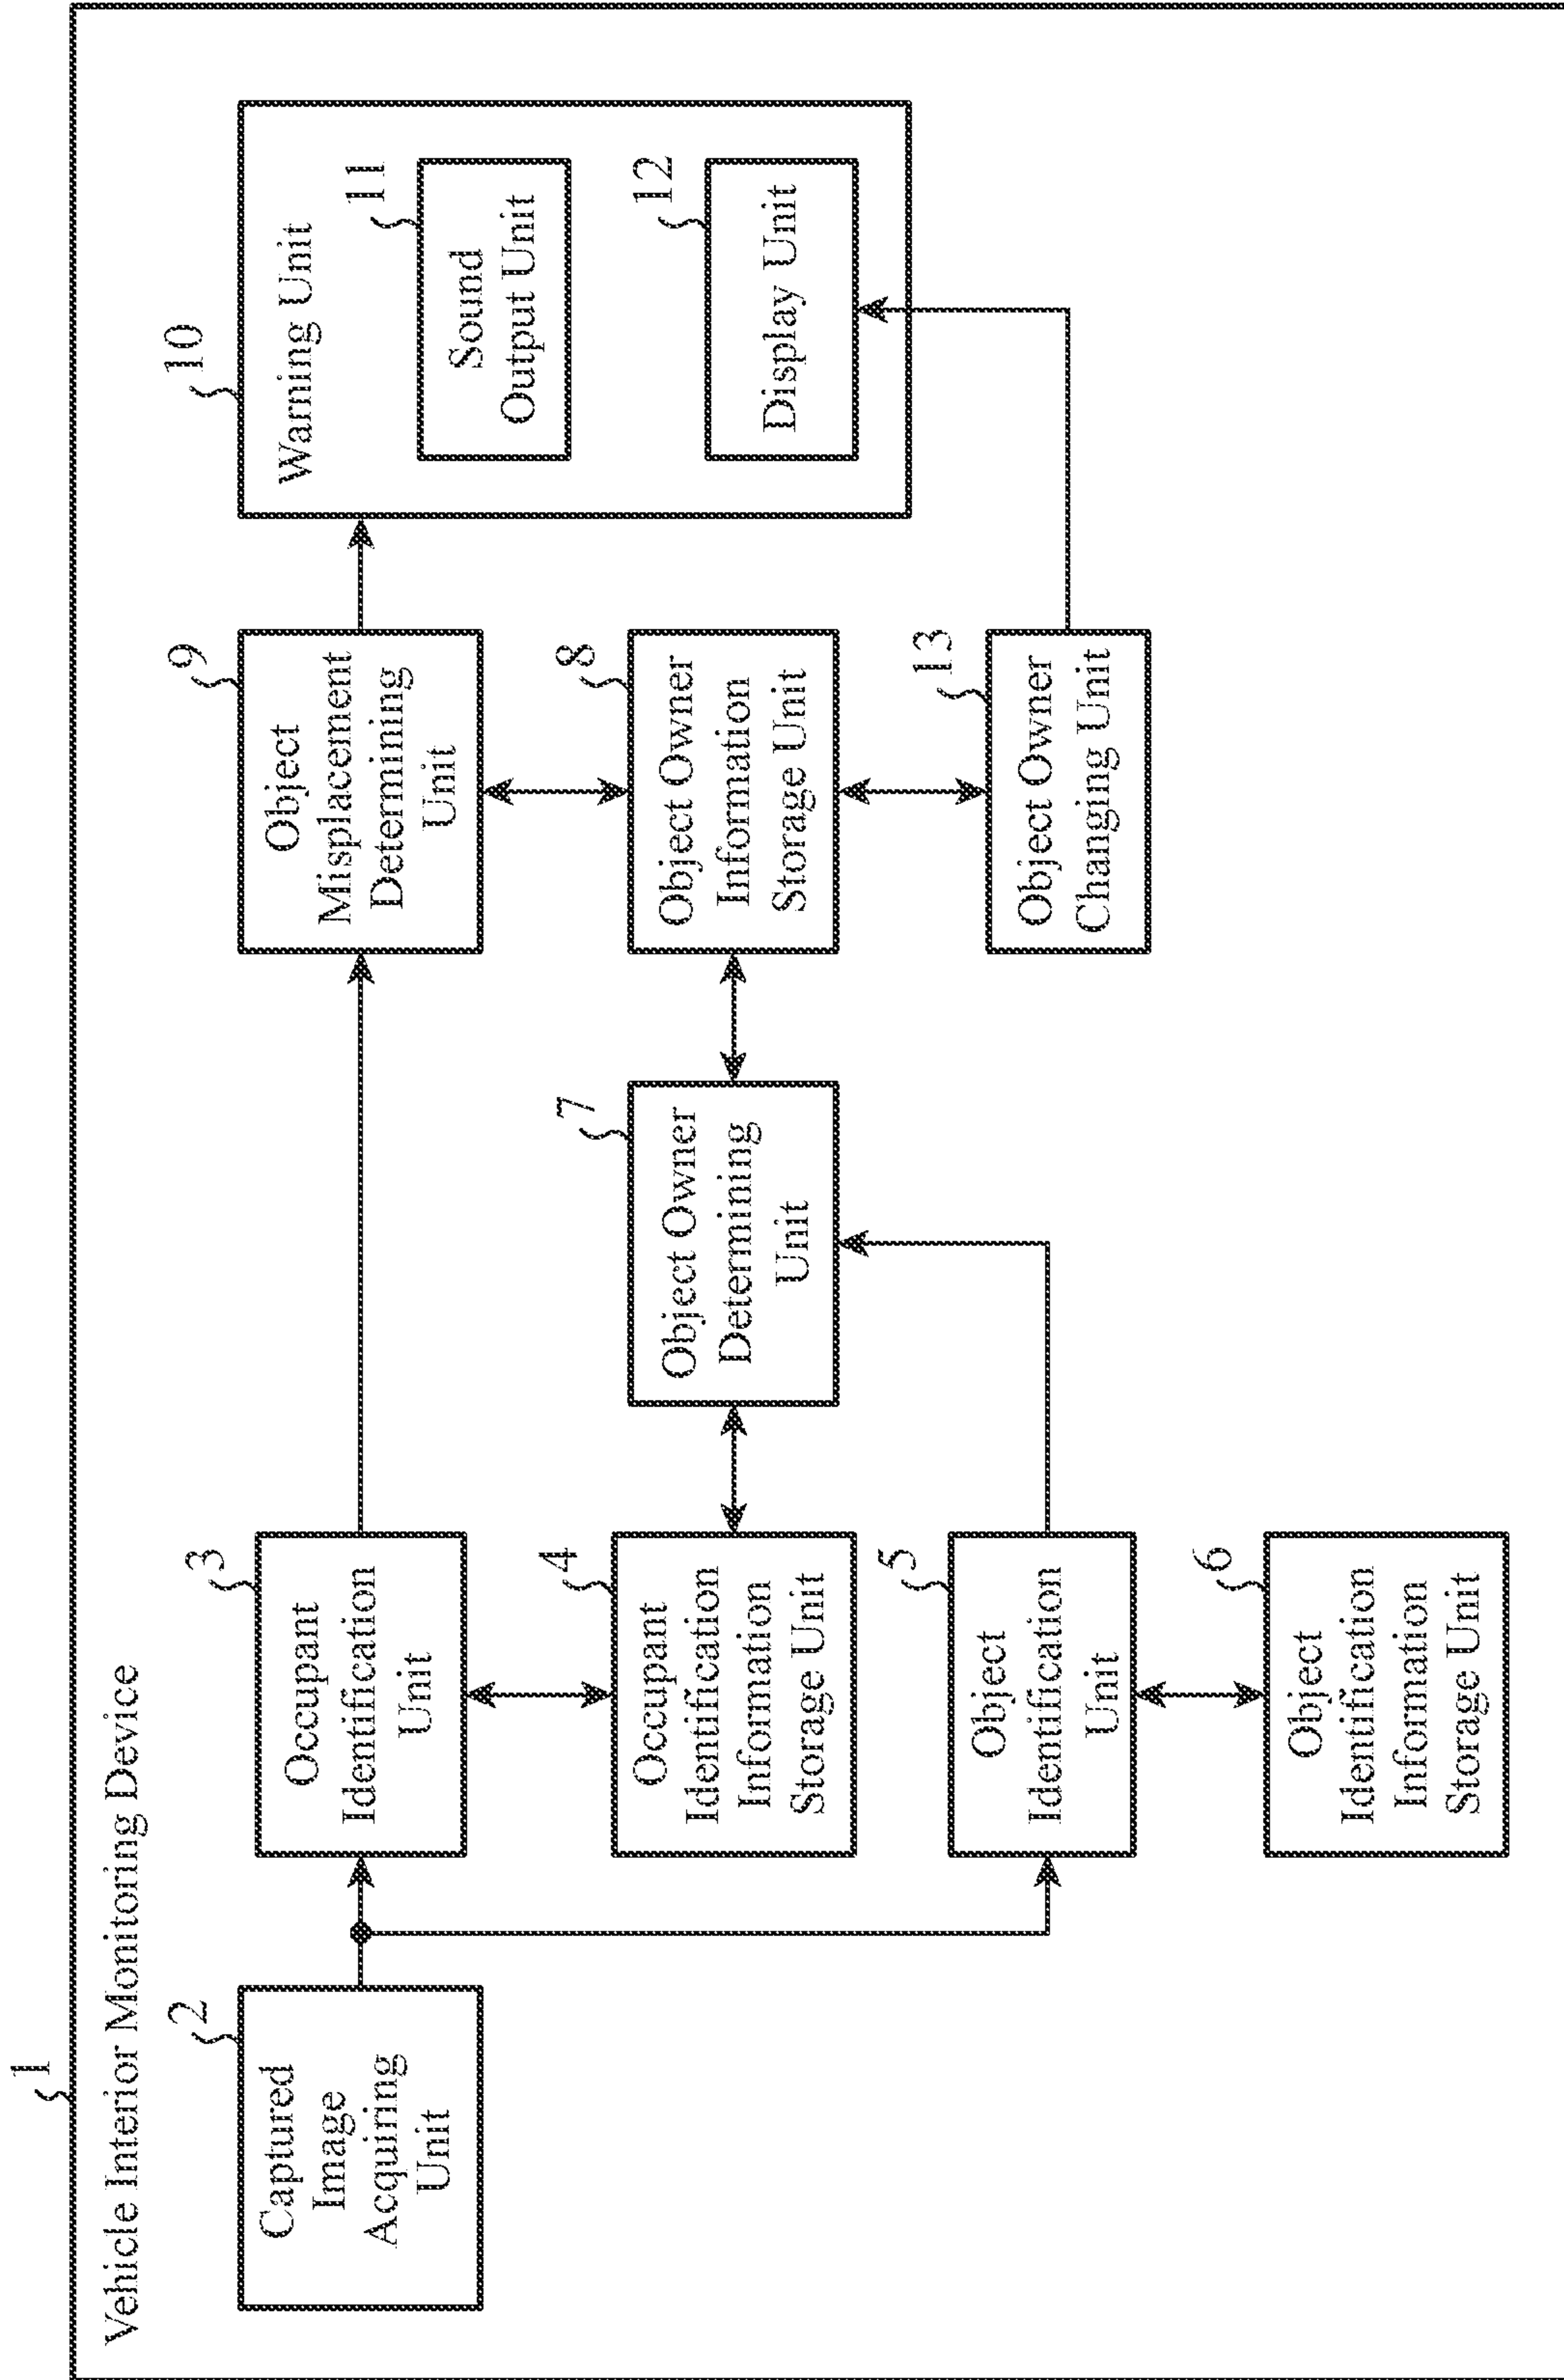 1
Vehicle Interior Monitoring Device
2
Captured
Image
Acquiring
Unit
3
Occupant
Identification
Unit
4
Occupant
Identification
Information
Storage Unit
5
Object
Identification
Unit
6
Object
Identification
Information
Storage Unit
7
Object Owner
Determining
Unit
9
Object
Misplacement
Determining
Unit
8
Object Owner
Information
Storage Unit
13
Object Owner
Changing Unit
10
Warning Unit
11
Sound
Output Unit
12
Display Unit